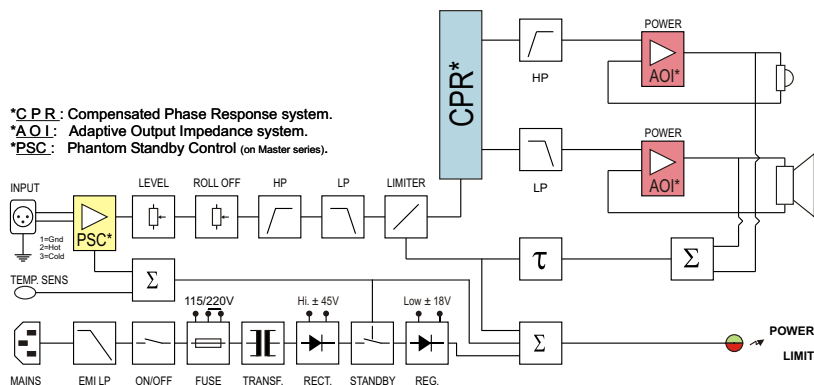 POWER
CPR*
HP
AOI*
*C P R : Compensated Phase Response system.
*A O I : Adaptive Output Impedance system.
*PSC : Phantom Standby Control (on Master series).
POWER
LP
AOI*
INPUT
LEVEL
ROLL OFF
HP
LP
LIMITER
PSC*
1=Gnd
2=Hot
3=Cold
TEMP. SENS
Σ
τ
Σ
115/220V
Hi. ± 45V
Low ± 18V
Σ
POWER
LIMIT
MAINS
EMI LP
ON/OFF
FUSE
TRANSF.
RECT.
STANDBY
REG.